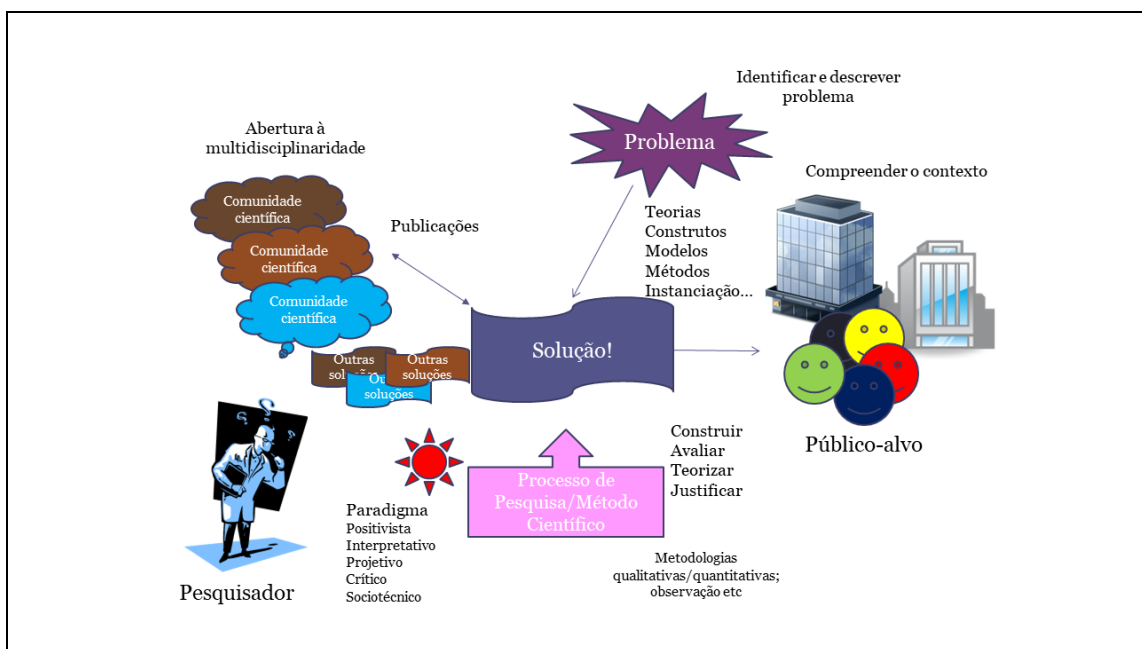 Identificar e descrever
problema
Problema
Abertura à
multidisciplinaridade
Compreender o contexto
Comunidade
científica
Comunidade
científica
Comunidade
científica
Publicações
Teorias
Construtos
Modelos
Métodos
Instanciação...
Solução!
Outras
Outras
soluções
soluções
Público-alvo
Construir
Avaliar
Teorizar
Justificar
Processo de
Pesquisa/Método
Científico
Paradigma
Positivista
Interpretativo
Projetivo
Crítico
Sociotécnico
Metodologias
qualitativas/quantitativas;
observação etc
Pesquisador